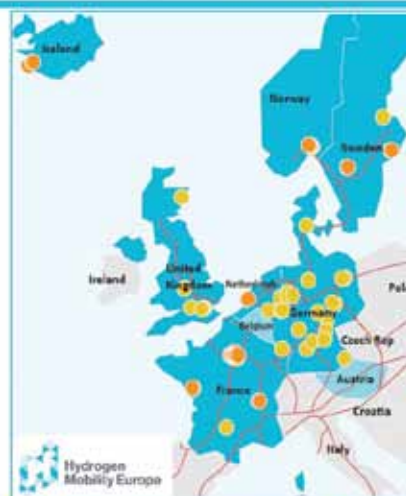 Iceland
Norway
Sweden
United
Kingdom
Ireland
Netherlands
Belgium
Germany
Czech Rep
Austria
Croatia
France
Italy
Hydrogen
Mobility Europe